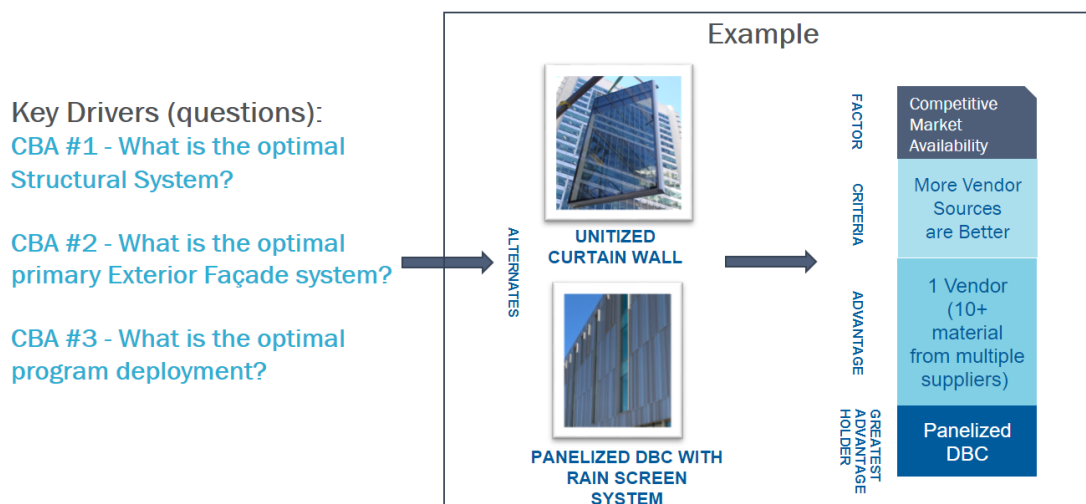 Key Drivers (questions):
CBA #1 - What is the optimal
Structural System?
CBA #2 - What is the optimal
primary Exterior Façade system?
CBA #3 - What is the optimal
program deployment?
Example
ALTERNATES
UNITIZED
CURTAIN WALL
PANELIZED DBC WITH
RAIN SCREEN
SYSTEM
FACTOR
Competitive
Market
Availability
CRITERIA
More Vendor
Sources
are Better
ADVANTAGE
1 Vendor
(10+
material
from multiple
suppliers)
GREATEST
ADVANTAGE
HOLDER
Panelized
DBC